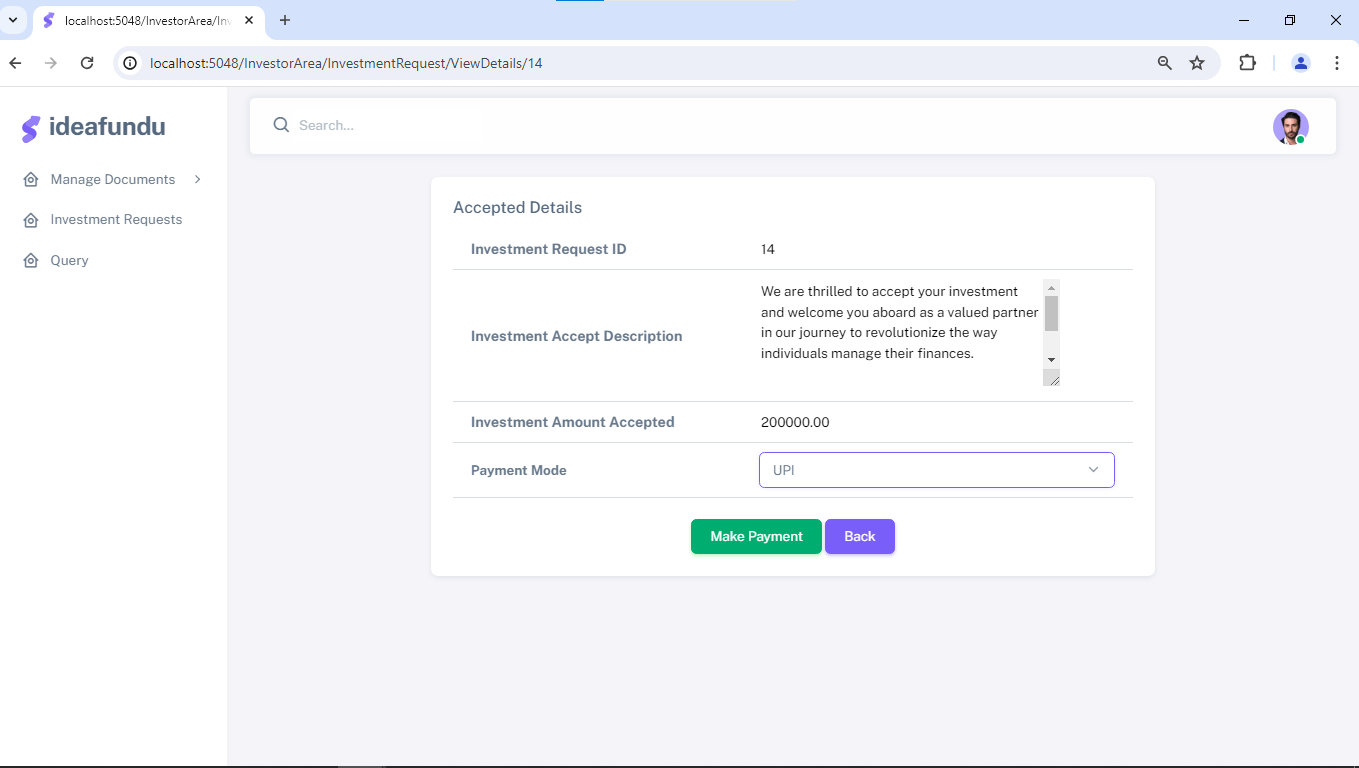 localhost:5048/InvestorArea/Inv
localhost:5048/InvestorArea/InvestmentRequest/ViewDetails/14
ideafundu
Search...
Manage Documents
Investment Requests
Query
Accepted Details
Investment Request ID 14
Investment Accept Description
We are thrilled to accept your investment
and welcome you aboard as a valued partner
in our journey to revolutionize the way
individuals manage their finances.
Investment Amount Accepted 200000.00
Payment Mode UPI
Make Payment Back